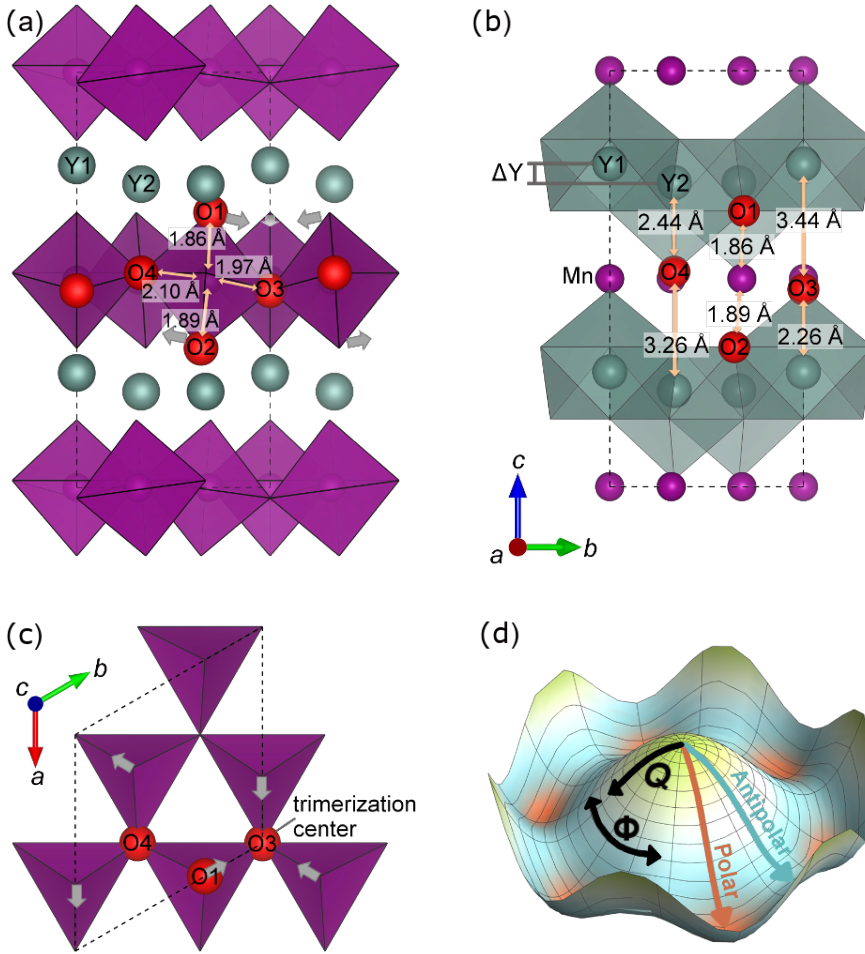 (a)
Y1
Y2
O1
1.86 Å
O4
1.97 Å
2.10 Å
O3
1.89 Å
O2
(b)
ΔY
Y1
Y2
2.44 Å
O1
3.44 Å
1.86 Å
Mn
O4
O3
1.89 Å
3.26 Å
O2
2.26 Å
c
a
b
(c)
c
b
a
trimerization
center
O4
O3
O1
(d)
Q
Φ
Polar
Antipolar